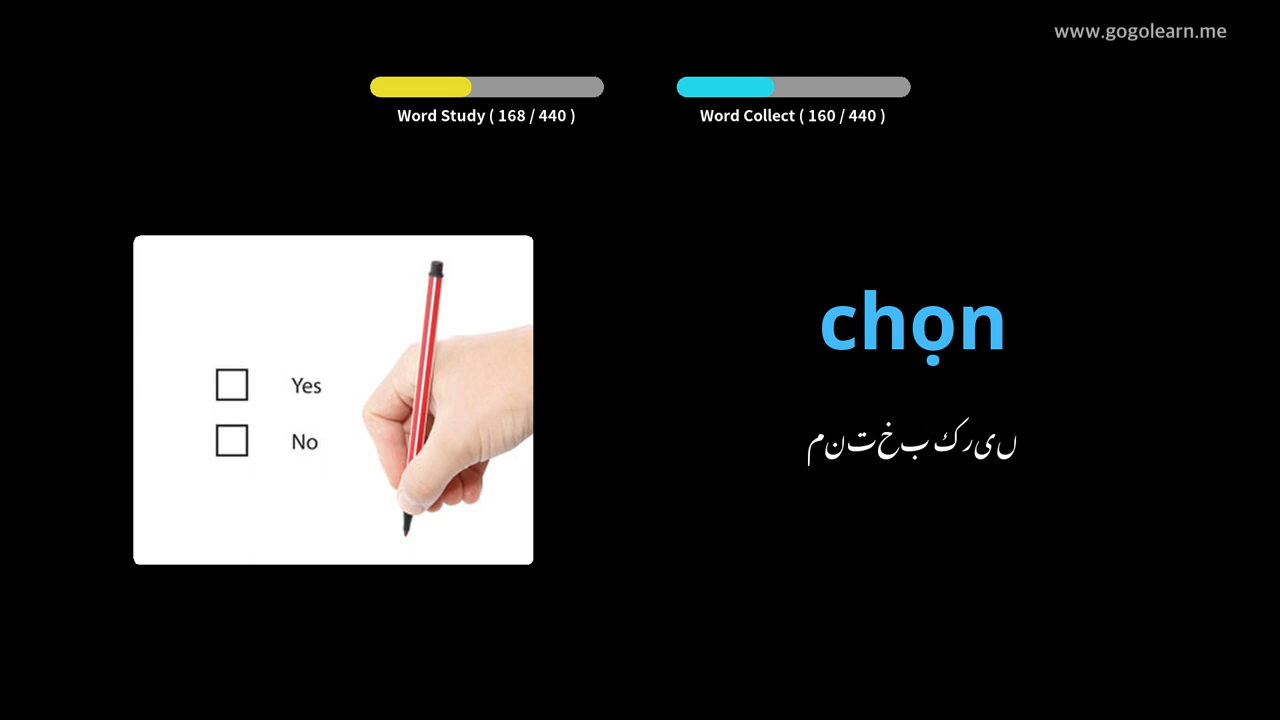 www.gogolearn.me
Word Study ( 168 / 440 )
Word Collect ( 160 / 440 )
Yes
No
chọn
منتخب کریں